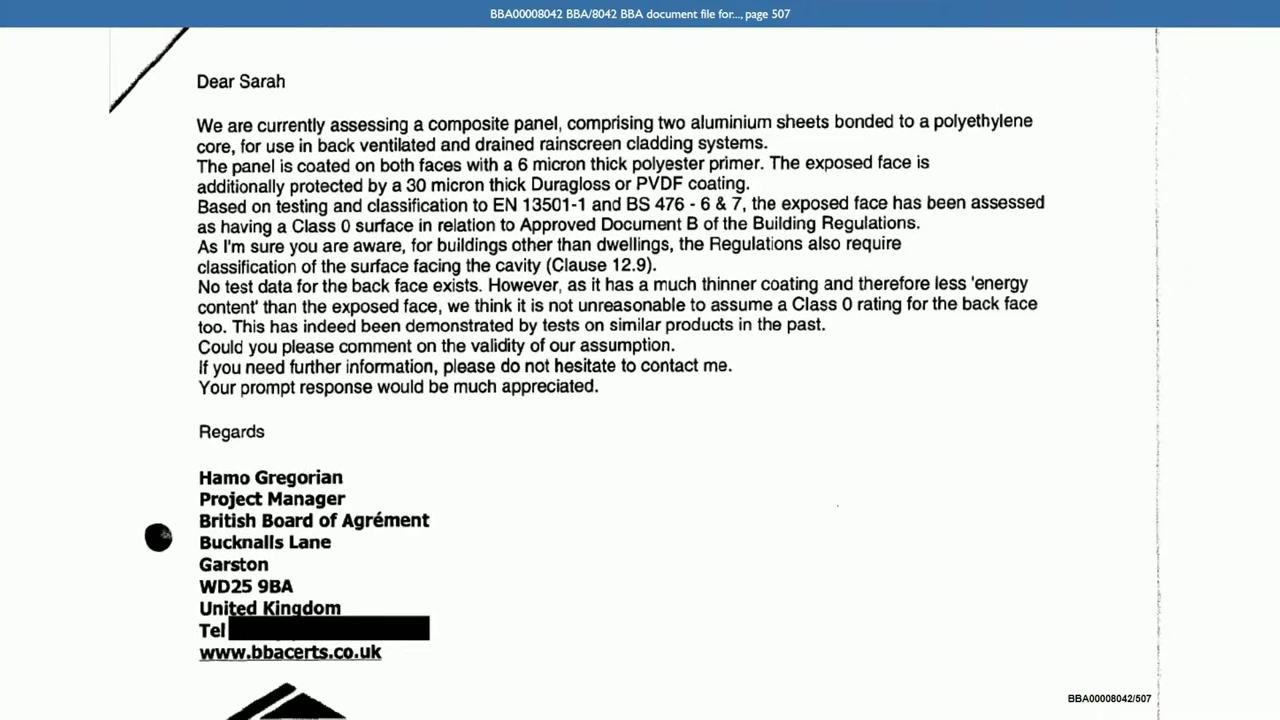 BBA00008042 BBA/8042 BBA document file for..., page 507
Dear Sarah
We are currently assessing a composite panel, comprising two aluminium sheets bonded to a polyethylene
core, for use in back ventilated and drained rainscreen cladding systems.
The panel is coated on both faces with a 6 micron thick polyester primer. The exposed face is
additionally protected by a 30 micron thick Duragloss or PVDF coating.
Based on testing and classification to EN 13501-1 and BS 476 - 6 & 7, the exposed face has been assessed
as having a Class 0 surface in relation to Approved Document B of the Building Regulations.
As I'm sure you are aware, for buildings other than dwellings, the Regulations also require
classification of the surface facing the cavity (Clause 12.9).
No test data for the back face exists. However, as it has a much thinner coating and therefore less 'energy
content' than the exposed face, we think it is not unreasonable to assume a Class 0 rating for the back face
too. This has indeed been demonstrated by tests on similar products in the past.
Could you please comment on the validity of our assumption.
If you need further information, please do not hesitate to contact me.
Your prompt response would be much appreciated.
Regards
Hamo Gregorian
Project Manager
British Board of Agrément
Bucknalls Lane
Garston
WD25 9BA
United Kingdom
Tel
www.bbacerts.co.uk
BBA00008042/507